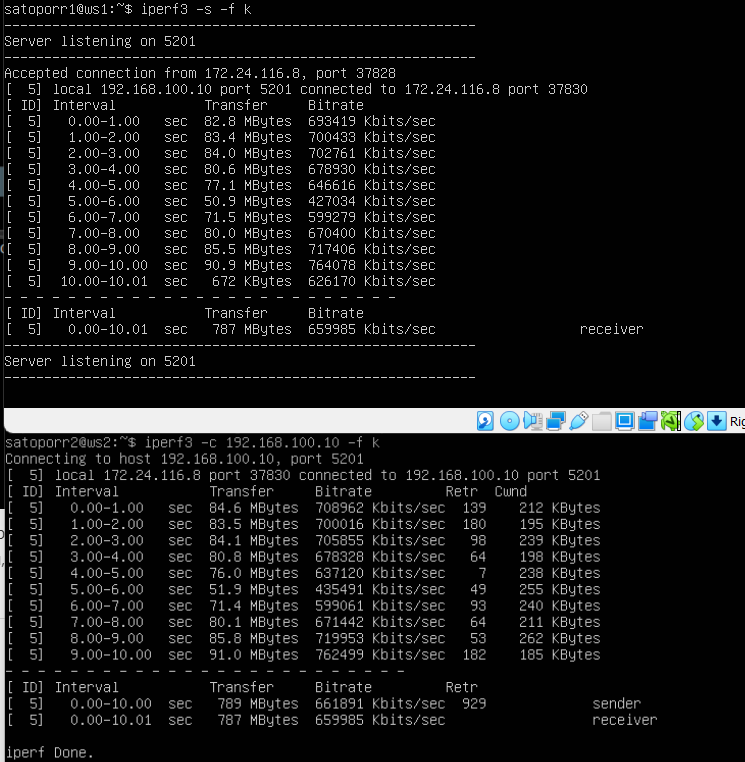 satoporr1@ws1:~$ iperf3 -s -f k
-----------------------------------------------------------
Server listening on 5201
-----------------------------------------------------------
Accepted connection from 172.24.116.8, port 37828
[  5] local 192.168.100.10 port 5201 connected to 172.24.116.8 port 37830
[ ID] Interval           Transfer     Bitrate
[  5]   0.00-1.00   sec  82.8 MBytes  693419 Kbits/sec
[  5]   1.00-2.00   sec  83.4 MBytes  700433 Kbits/sec
[  5]   2.00-3.00   sec  84.0 MBytes  702761 Kbits/sec
[  5]   3.00-4.00   sec  80.6 MBytes  678930 Kbits/sec
[  5]   4.00-5.00   sec  77.1 MBytes  646616 Kbits/sec
[  5]   5.00-6.00   sec  50.9 MBytes  427034 Kbits/sec
[  5]   6.00-7.00   sec  71.5 MBytes  599279 Kbits/sec
[  5]   7.00-8.00   sec  80.0 MBytes  670400 Kbits/sec
[  5]   8.00-9.00   sec  85.5 MBytes  717406 Kbits/sec
[  5]   9.00-10.00  sec  90.9 MBytes  764078 Kbits/sec
[  5]  10.00-10.01  sec   672 KBytes  626170 Kbits/sec
- - - - - - - - - - - - - - - - - - - - - - - - -
[ ID] Interval           Transfer     Bitrate
[  5]   0.00-10.01  sec   787 MBytes  659985 Kbits/sec                  receiver
-----------------------------------------------------------
Server listening on 5201
-----------------------------------------------------------
Rig
satoporr2@ws2:~$ iperf3 -c 192.168.100.10 -f k
Connecting to host 192.168.100.10, port 5201
[  5] local 172.24.116.8 port 37830 connected to 192.168.100.10 port 5201
[ ID] Interval           Transfer     Bitrate         Retr  Cwnd
[  5]   0.00-1.00   sec  84.6 MBytes  708962 Kbits/sec  139    212 KBytes
[  5]   1.00-2.00   sec  83.5 MBytes  700016 Kbits/sec  180    195 KBytes
[  5]   2.00-3.00   sec  84.1 MBytes  705855 Kbits/sec   98    239 KBytes
[  5]   3.00-4.00   sec  80.8 MBytes  678328 Kbits/sec   64    198 KBytes
[  5]   4.00-5.00   sec  76.0 MBytes  637120 Kbits/sec    7    238 KBytes
[  5]   5.00-6.00   sec  51.9 MBytes  435491 Kbits/sec   49    255 KBytes
[  5]   6.00-7.00   sec  71.4 MBytes  599061 Kbits/sec   93    240 KBytes
[  5]   7.00-8.00   sec  80.1 MBytes  671442 Kbits/sec   64    211 KBytes
[  5]   8.00-9.00   sec  85.8 MBytes  719953 Kbits/sec   53    262 KBytes
[  5]   9.00-10.00  sec  91.0 MBytes  762499 Kbits/sec  182    185 KBytes
- - - - - - - - - - - - - - - - - - - - - - - - -
[ ID] Interval           Transfer     Bitrate         Retr
[  5]   0.00-10.00  sec   789 MBytes  661891 Kbits/sec  929             sender
[  5]   0.00-10.01  sec   787 MBytes  659985 Kbits/sec                  receiver
iperf Done.